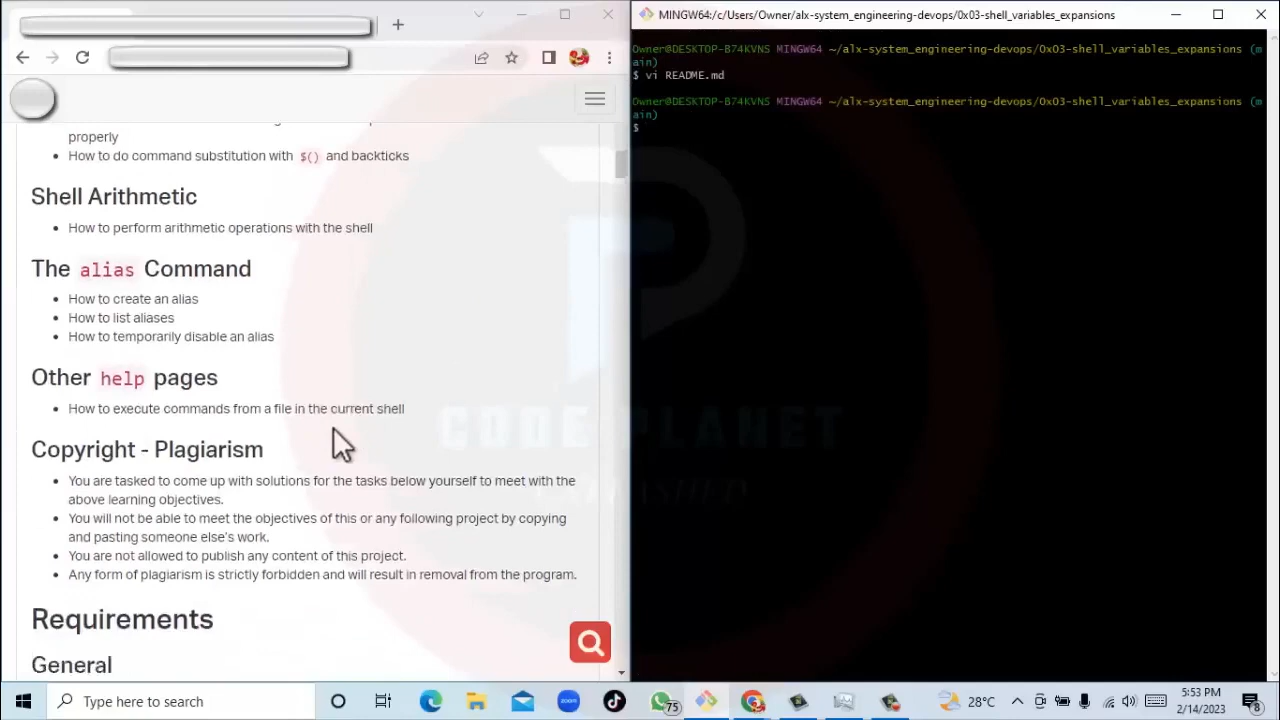 properly
How to do command substitution with $() and backticks
Shell Arithmetic
How to perform arithmetic operations with the shell
The alias Command
How to create an alias
How to list aliases
How to temporarily disable an alias
Other help pages
How to execute commands from a file in the current shell
Copyright - Plagiarism
You are tasked to come up with solutions for the tasks below yourself to meet with the
above learning objectives.
You will not be able to meet the objectives of this or any following project by copying
and pasting someone else's work.
You are not allowed to publish any content of this project.
Any form of plagiarism is strictly forbidden and will result in removal from the program.
Requirements
General
MINGW64:/c/Users/Owner/alx-system_engineering-devops/0x03-shell_variables_expansions
Owner@DESKTOP-B74KVNS MINGW64 ~/alx-system_engineering-devops/0x03-shell_variables_expansions (m
ain)
$ vi README.md
Owner@DESKTOP-B74KVNS MINGW64 ~/alx-system_engineering-devops/0x03-shell_variables_expansions (m
ain)
$
CODE PLANET
Type here to search
zoom
75
28°C
5:53 PM
2/14/2023
8